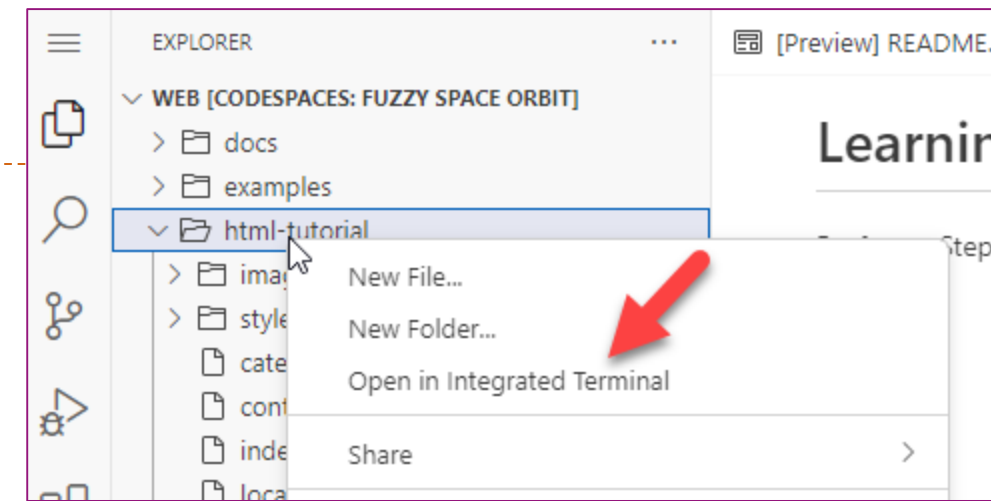 EXPLORER
[Preview] README.
WEB [CODESPACES: FUZZY SPACE ORBIT]
docs
examples
html-tutorial
New File...
New Folder...
Open in Integrated Terminal
Share